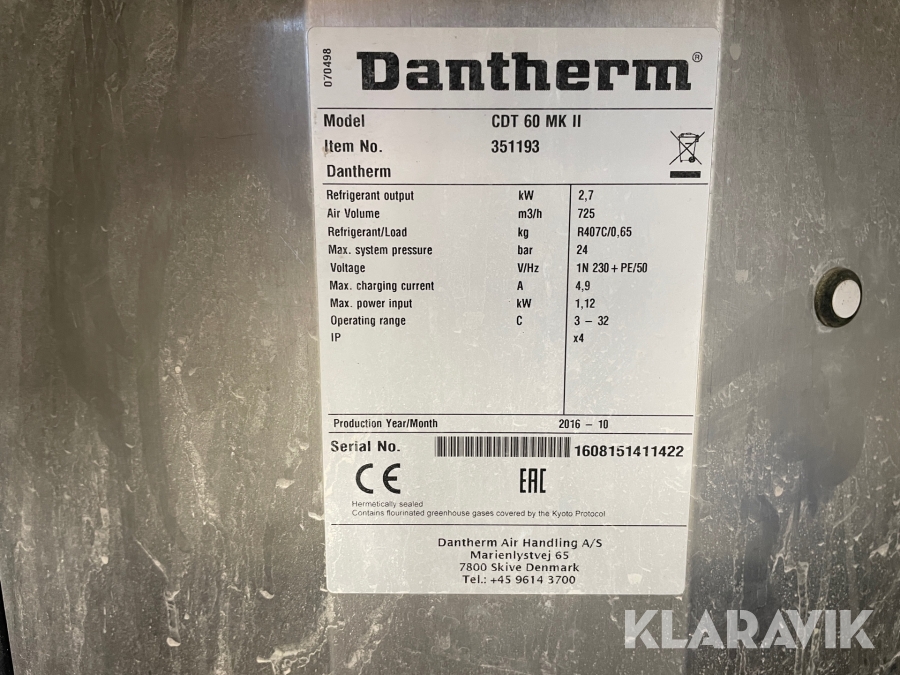 070498
Dantherm®
Model CDT 60 MK II
Item No. 351193
Dantherm
Refrigerant output kW 2,7
Air Volume m3/h 725
Refrigerant/Load kg R407C/0,65
Max. system pressure bar 24
Voltage V/Hz 1N 230 + PE/50
Max. charging current A 4,9
Max. power input kW 1,12
Operating range C 3 – 32
IP x4
Production Year/Month 2016 – 10
Serial No. 1608151411422
CE EAC
Hermetically sealed
Contains flourinated greenhouse gases covered by the Kyoto Protocol
Dantherm Air Handling A/S
Marienlystvej 65
7800 Skive Denmark
Tel.: +45 9614 3700
KLARAVIK